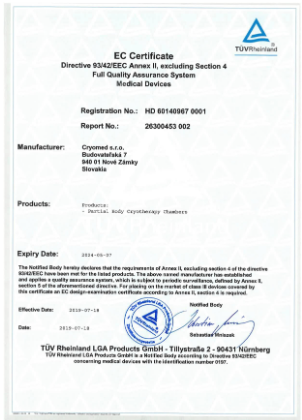 TÜVRheinland
EC Certificate
Directive 93/42/EEC Annex II, excluding Section 4
Full Quality Assurance System
Medical Devices
Registration No.: HD 60140967 0001
Report No.: 26300453 002
Manufacturer: Cryomed s.r.o.
Budovateľská 7
940 01 Nové Zámky
Slovakia
Products: Products:
- Partial Body Cryotherapy Chambers
Expiry Date: 2024-05-27
The Notified Body hereby declares that the requirements of Annex II, excluding section 4 of the directive
93/42/EEC have been met for the listed products. The above named manufacturer has established
and applies a quality assurance system, which is subject to periodic surveillance, defined by Annex II,
section 5 of the aforementioned directive. For placing on the market of class III devices covered by
this certificate an EC design-examination certificate according to Annex II, section 4 is required.
Notified Body
Effective Date: 2019-07-18
Date: 2019-07-18
Sebastian Mniszak
TÜV Rheinland LGA Products GmbH - Tillystraße 2 - 90431 Nürnberg
TÜV Rheinland LGA Products GmbH is a Notified Body according to Directive 93/42/EEC
concerning medical devices with the identification number 0197.